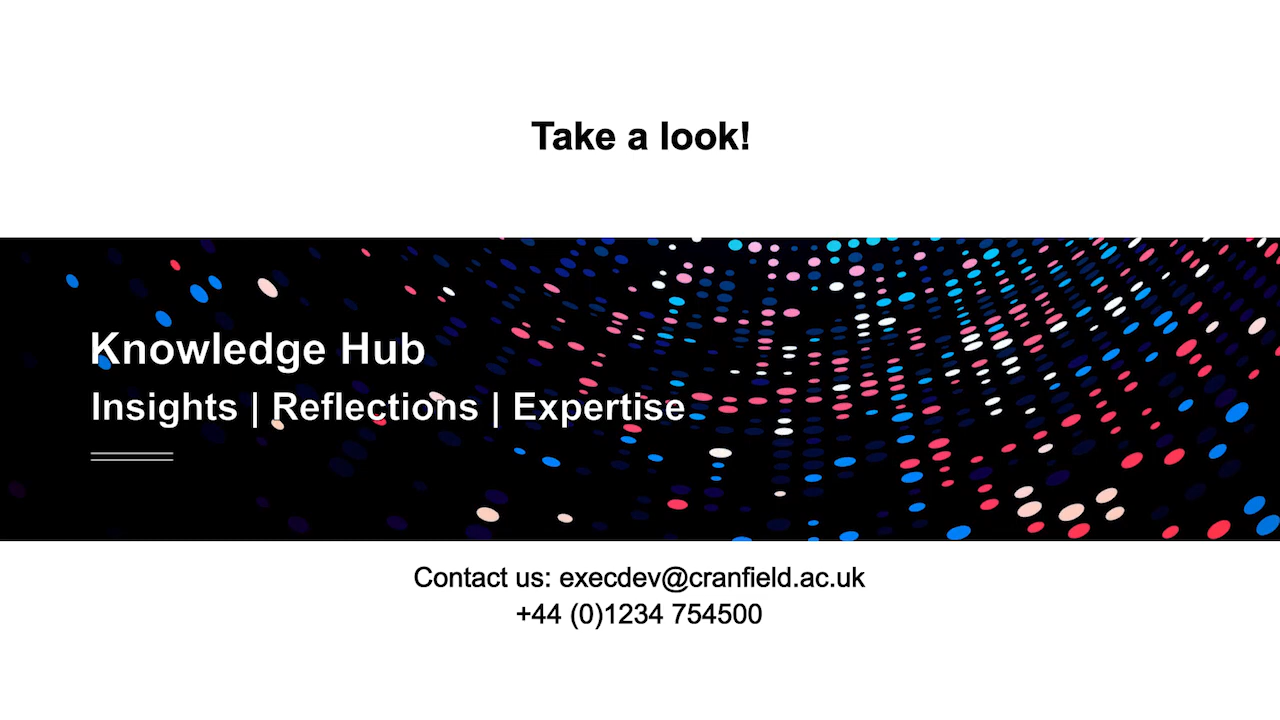 Take a look!
Knowledge Hub
Insights | Reflections | Expertise
Contact us: execdev@cranfield.ac.uk
+44 (0)1234 754500